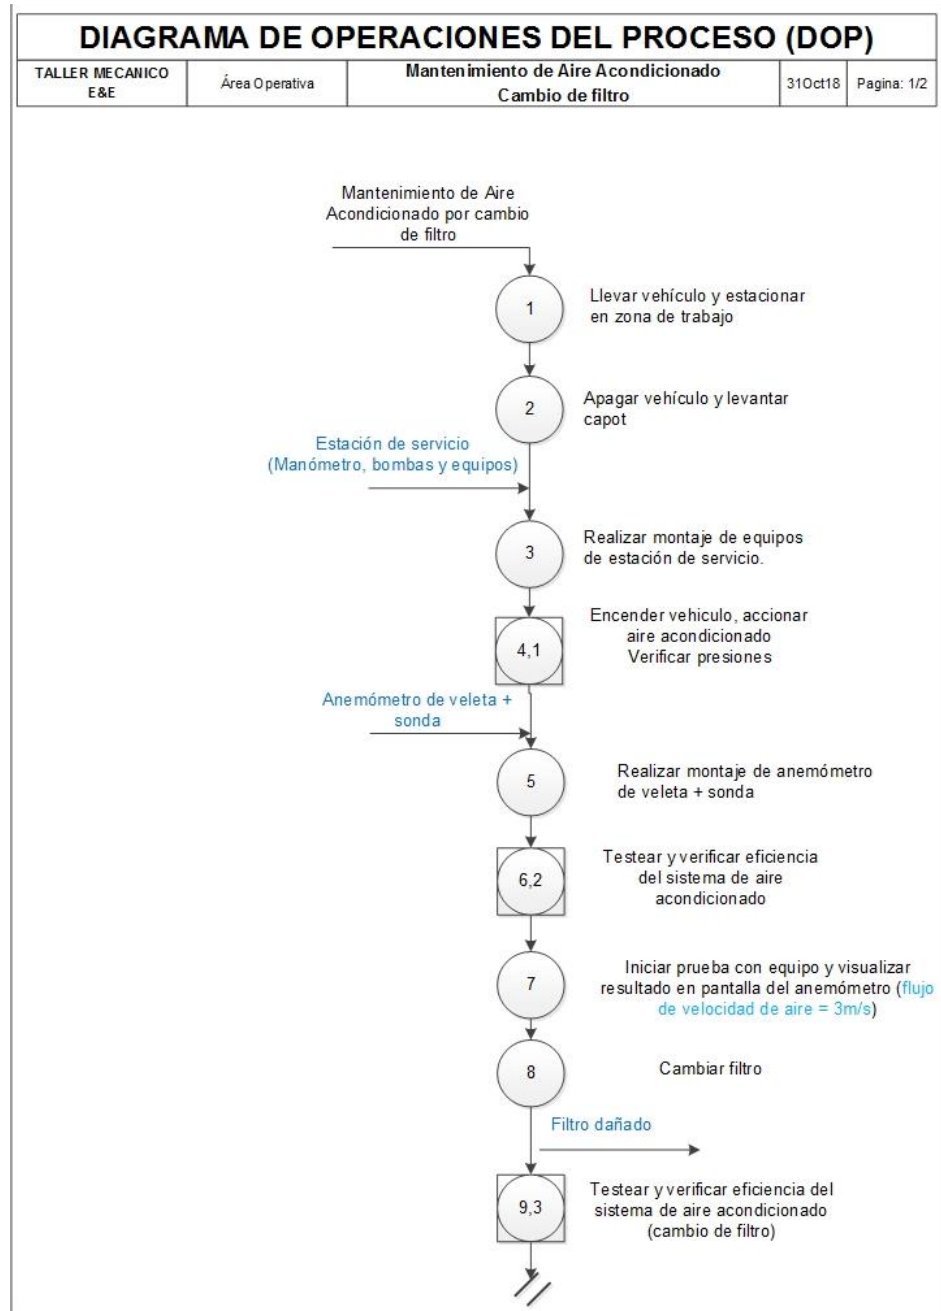 DIAGRAMA DE OPERACIONES DEL PROCESO (DOP)
TALLER MECANICO
E&E
Área Operativa
Mantenimiento de Aire Acondicionado
Cambio de filtro
31Oct18
Pagina: 1/2
Mantenimiento de Aire
Acondicionado por cambio
de filtro
1
Llevar vehículo y estacionar
en zona de trabajo
2
Apagar vehículo y levantar
capot
Estación de servicio
(Manómetro, bombas y equipos)
3
Realizar montaje de equipos
de estación de servicio.
4,1
Encender vehiculo, accionar
aire acondicionado
Verificar presiones
Anemómetro de veleta +
sonda
5
Realizar montaje de anemómetro
de veleta + sonda
6,2
Testear y verificar eficiencia
del sistema de aire
acondicionado
7
Iniciar prueba con equipo y visualizar
resultado en pantalla del anemómetro (flujo
de velocidad de aire = 3m/s)
8
Cambiar filtro
Filtro dañado
9,3
Testear y verificar eficiencia del
sistema de aire acondicionado
(cambio de filtro)